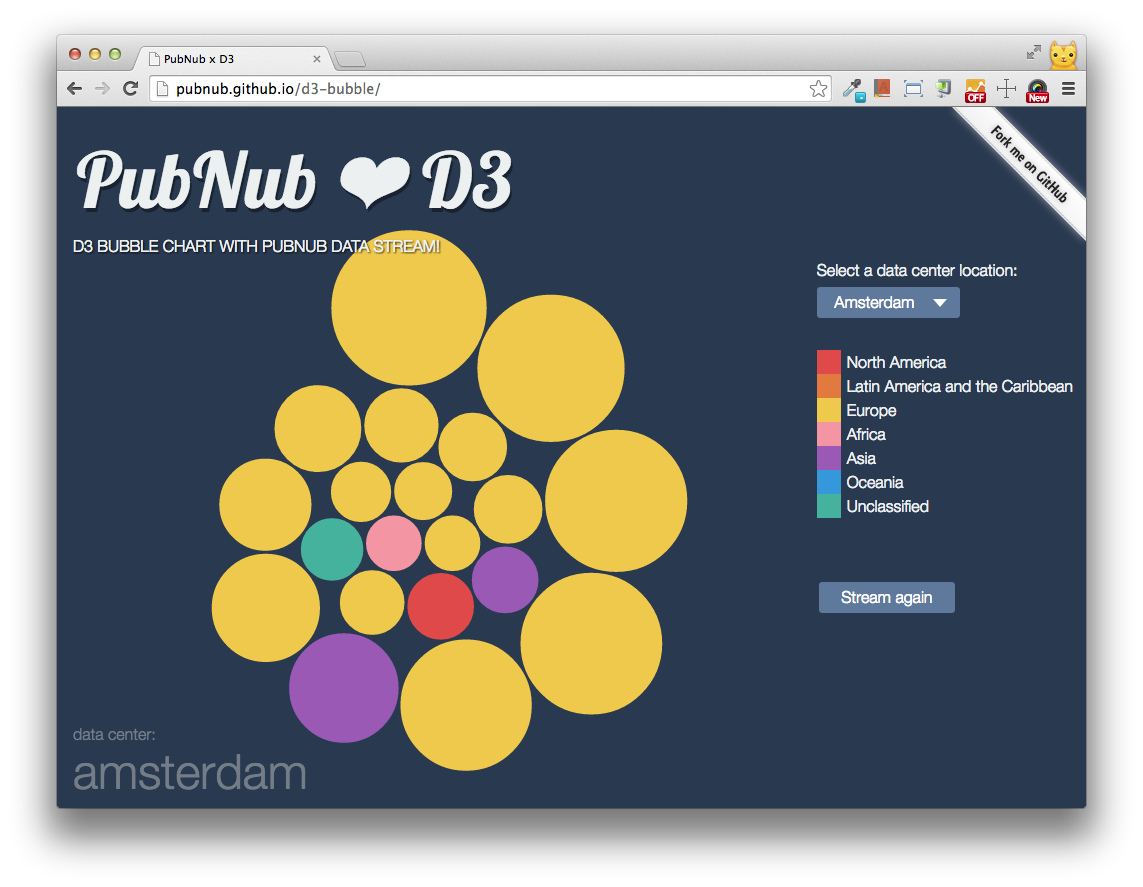 PubNub x D3
pubnub.github.io/d3-bubble/
OFF
New
Fork me on GitHub
PubNub ❤ D3
D3 BUBBLE CHART WITH PUBNUB DATA STREAM!
Select a data center location:
Amsterdam
North America
Latin America and the Caribbean
Europe
Africa
Asia
Oceania
Unclassified
Stream again
data center:
amsterdam